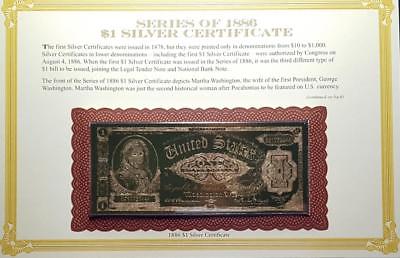 SERIES OF 1886
$1 SILVER CERTIFICATE
The first Silver Certificates were issued in 1878, but they were printed only in denominations from $10 to $1,000.
Silver Certificates in lower denominations including the first $1 Silver Certificate were authorized by Congress on
August 4, 1886. When the first $1 Silver Certificate was issued in the Series of 1886, it was the third different type of
$1 bill to be issued, joining the Legal Tender Note and National Bank Note.
The front of the Series of 1886 $1 Silver Certificate depicts Martha Washington, the wife of the first President, George
Washington. Martha Washington was just the second historical woman after Pocahontas to be featured on U.S. currency.
(continued on back)
United States
ONE
Washington
1886 $1 Silver Certificate